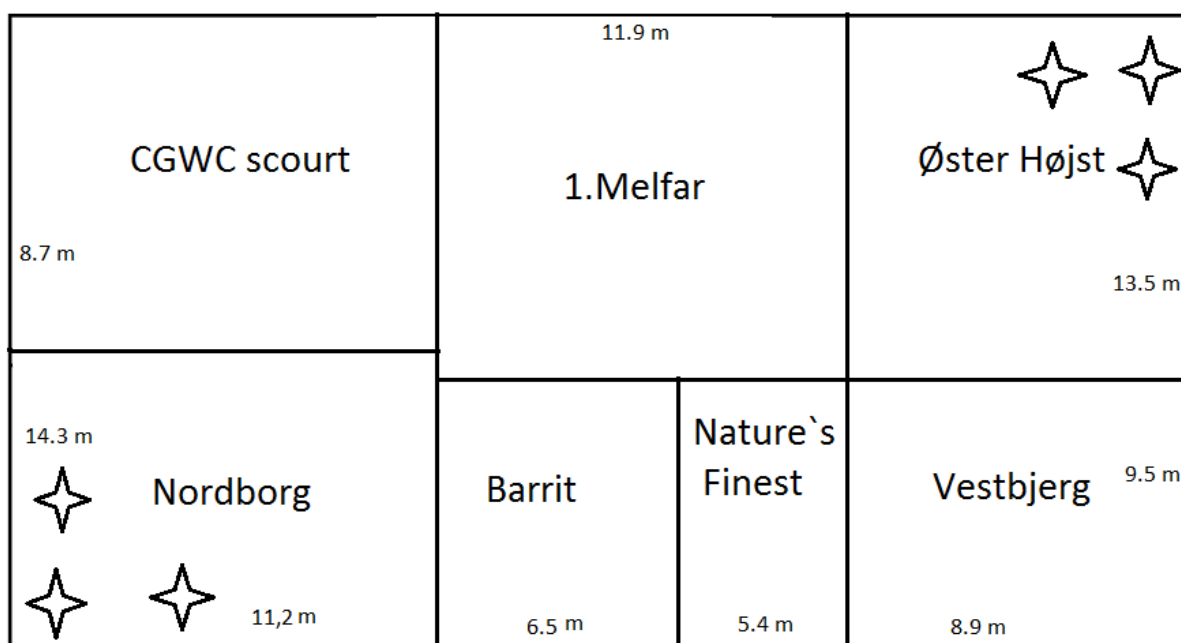 11.9 m
CGWC scourt
1.Melfar
Øster Højst
8.7 m
13.5 m
14.3 m
Nordborg
11,2 m
Barrit
6.5 m
Nature`s
Finest
5.4 m
Vestbjerg
9.5 m
8.9 m